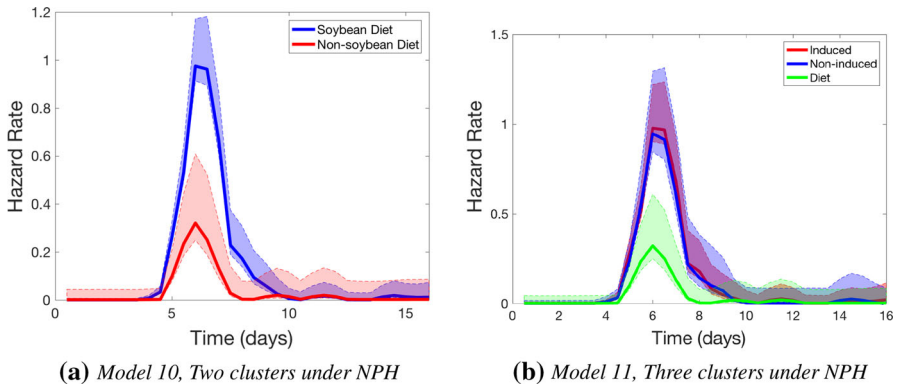 Hazard Rate
1.2
1
0.8
0.6
0.4
0.2
0
0
5
10
15
Time (days)
Soybean Diet
Non-soybean Diet
(a) Model 10, Two clusters under NPH
Hazard Rate
1.5
1
0.5
0
0
2
4
6
8
10
12
14
16
Time (days)
Induced
Non-induced
Diet
(b) Model 11, Three clusters under NPH